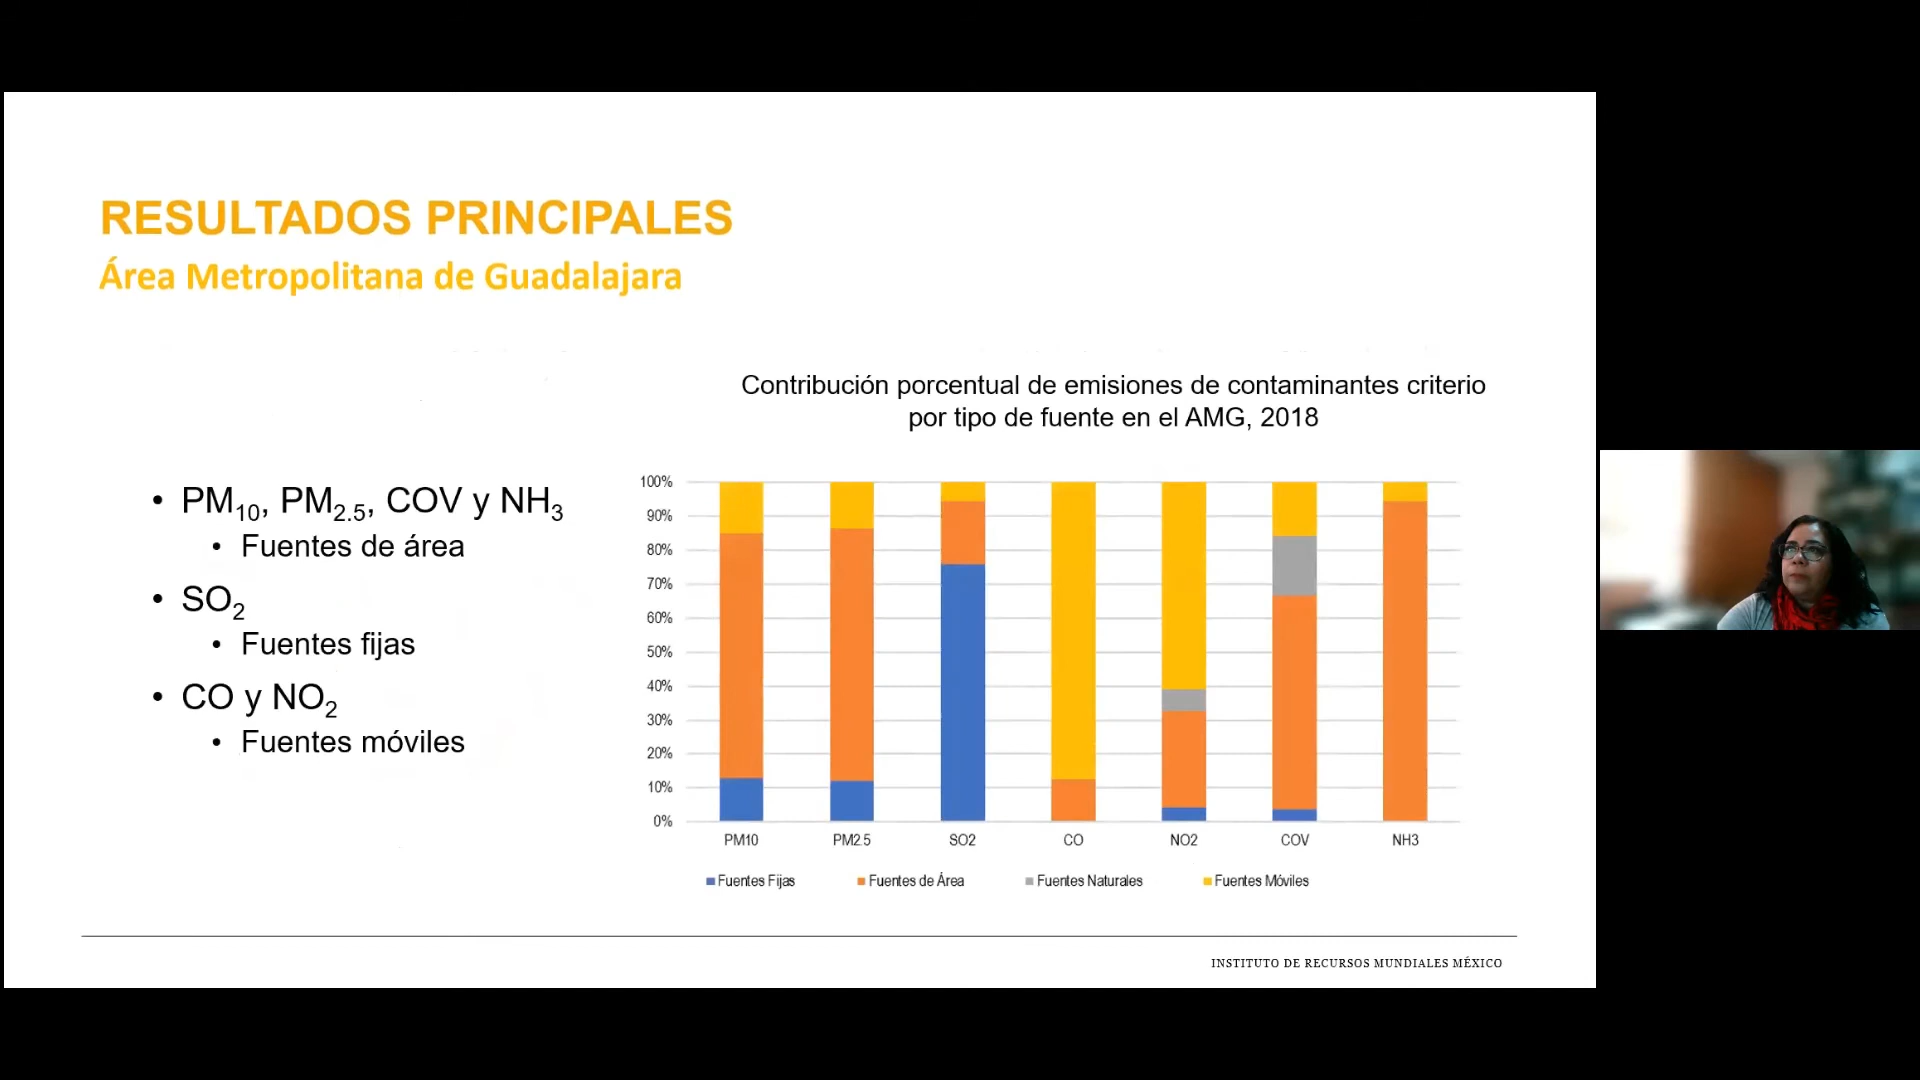 RESULTADOS PRINCIPALES
Área Metropolitana de Guadalajara
Contribución porcentual de emisiones de contaminantes criterio
por tipo de fuente en el AMG, 2018
• PM10, PM2.5, COV y NH3
• Fuentes de área
• SO2
• Fuentes fijas
• CO y NO2
• Fuentes móviles
100%
90%
80%
70%
60%
50%
40%
30%
20%
10%
0%
PM10 PM2.5 SO2 CO NO2 COV NH3
Fuentes Fijas Fuentes de Área Fuentes Naturales Fuentes Móviles
INSTITUTO DE RECURSOS MUNDIALES MÉXICO